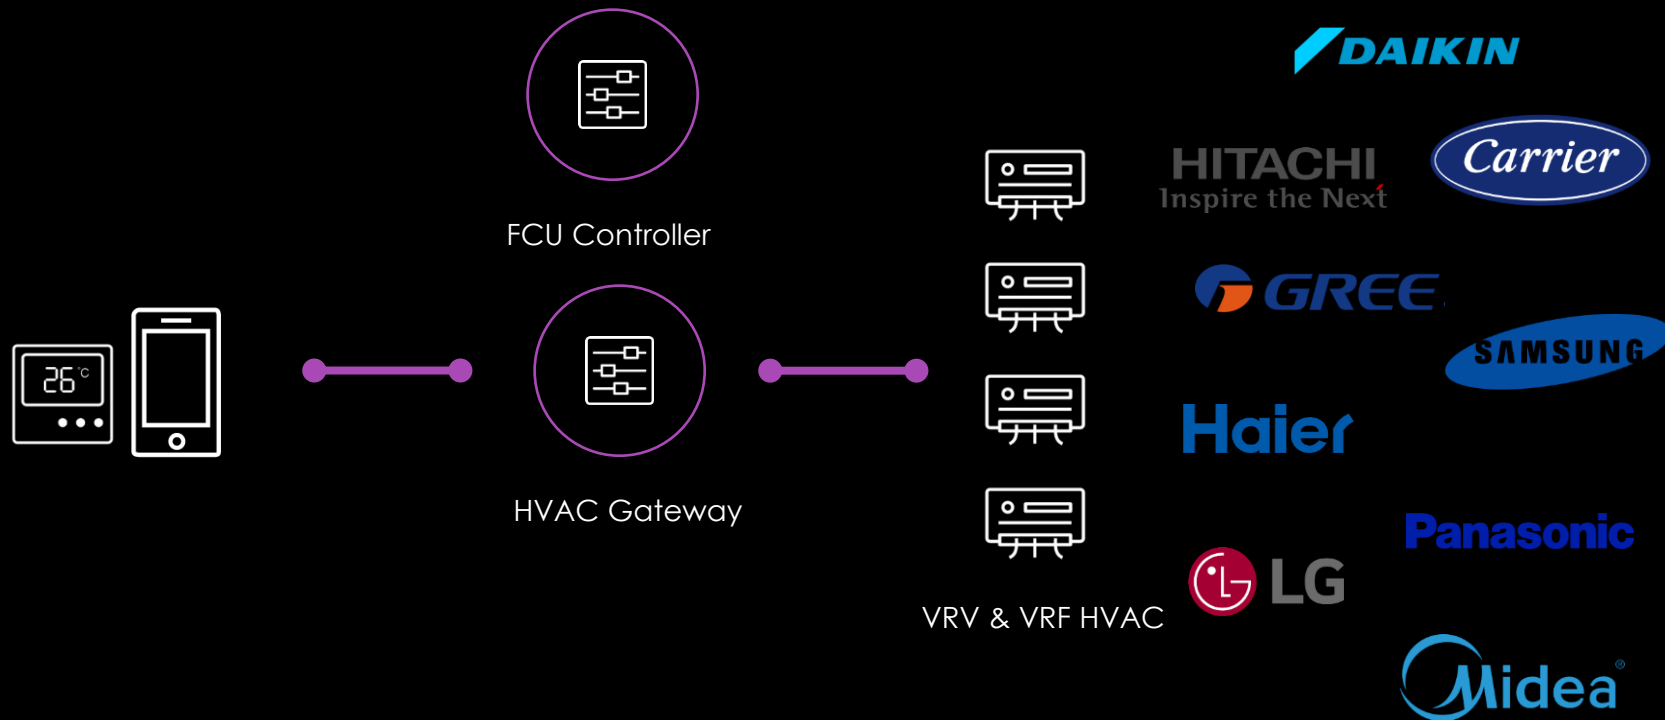 FCU Controller
26°C
HVAC Gateway
VRV & VRF HVAC
DAIKIN
HITACHI
Inspire the Next
Carrier
GREE
SAMSUNG
Haier
Panasonic
LG
Midea®